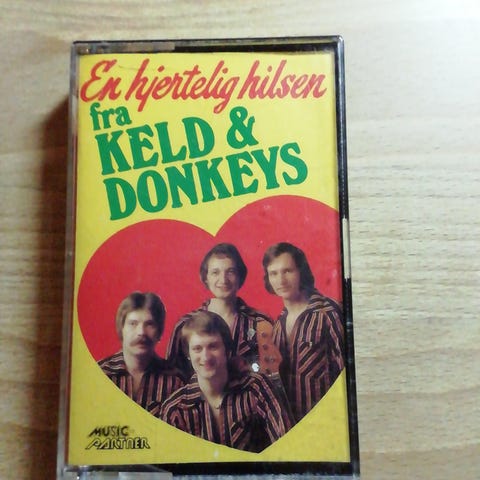 En hjertelig hilsen
fra
KELD &
DONKEYS
MUSIC
PARTNER